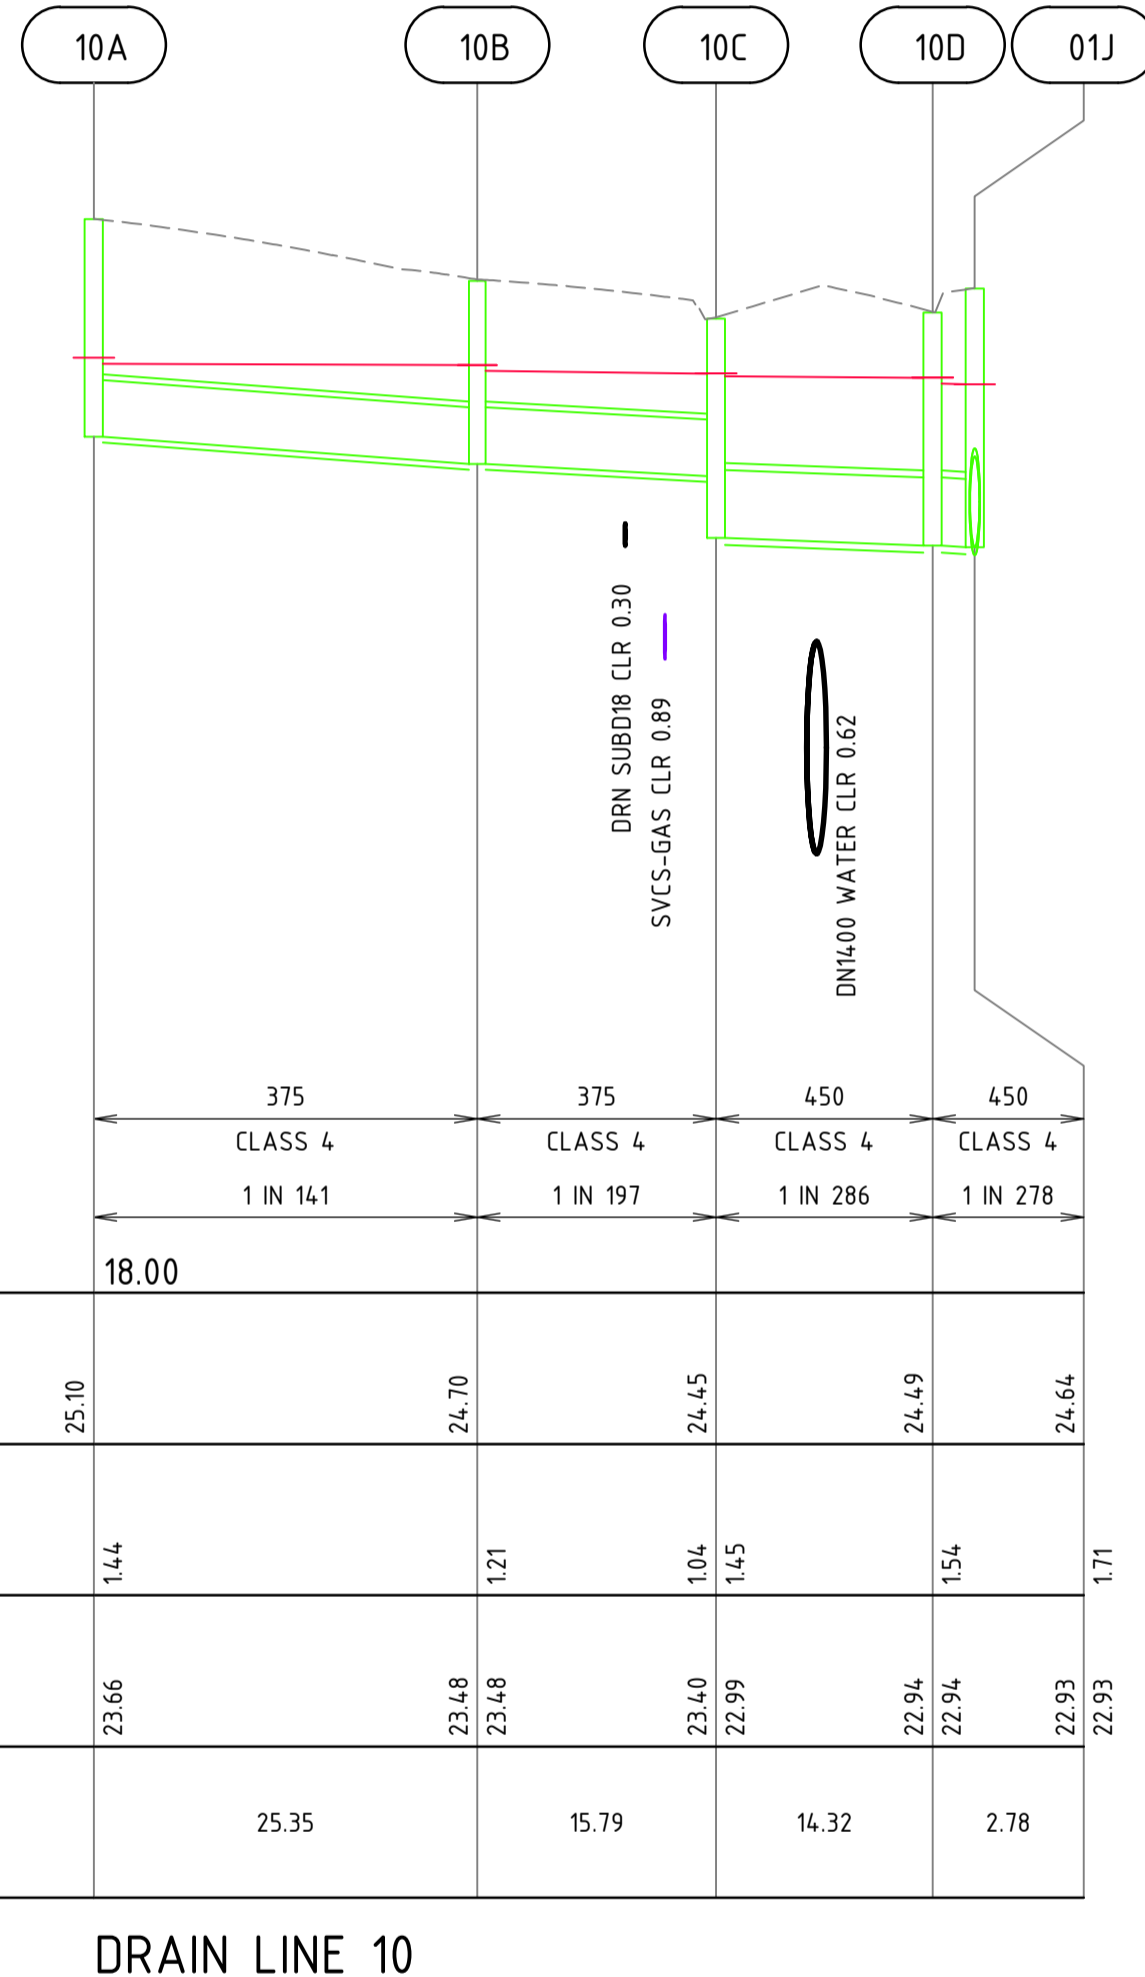 10A 10B 10C 10D 01J
DRN SUBD18 CLR 0.30
SVCS-GAS CLR 0.89
DN1400 WATER CLR 0.62
375 375 450 450
CLASS 4 CLASS 4 CLASS 4 CLASS 4
1 IN 141 1 IN 197 1 IN 286 1 IN 278
18.00
25.10 24.70 24.45 24.49 24.64
1.44 1.21 1.04 1.45 1.54 1.71
23.66 23.48 23.48 23.40 22.99 22.94 22.94 22.93 22.93
25.35 15.79 14.32 2.78
DRAIN LINE 10